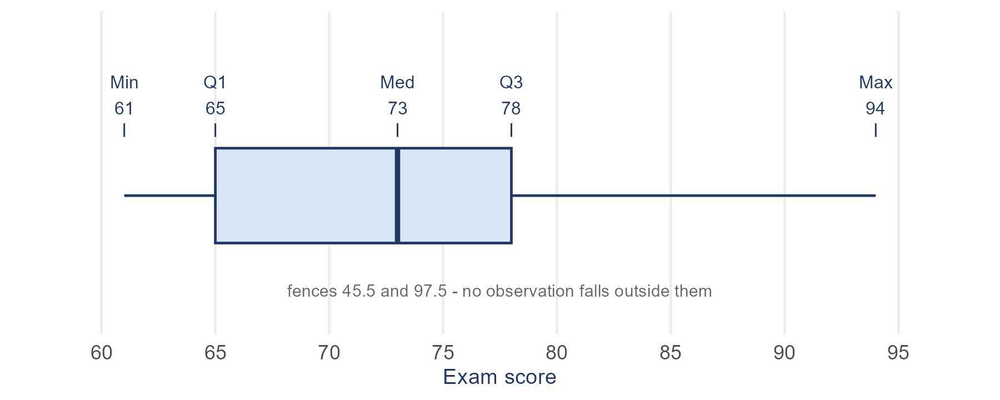 Min Q1 Med Q3 Max
61 65 73 78 94
fences 45.5 and 97.5 - no observation falls outside them
60 65 70 75 80 85 90 95
Exam score